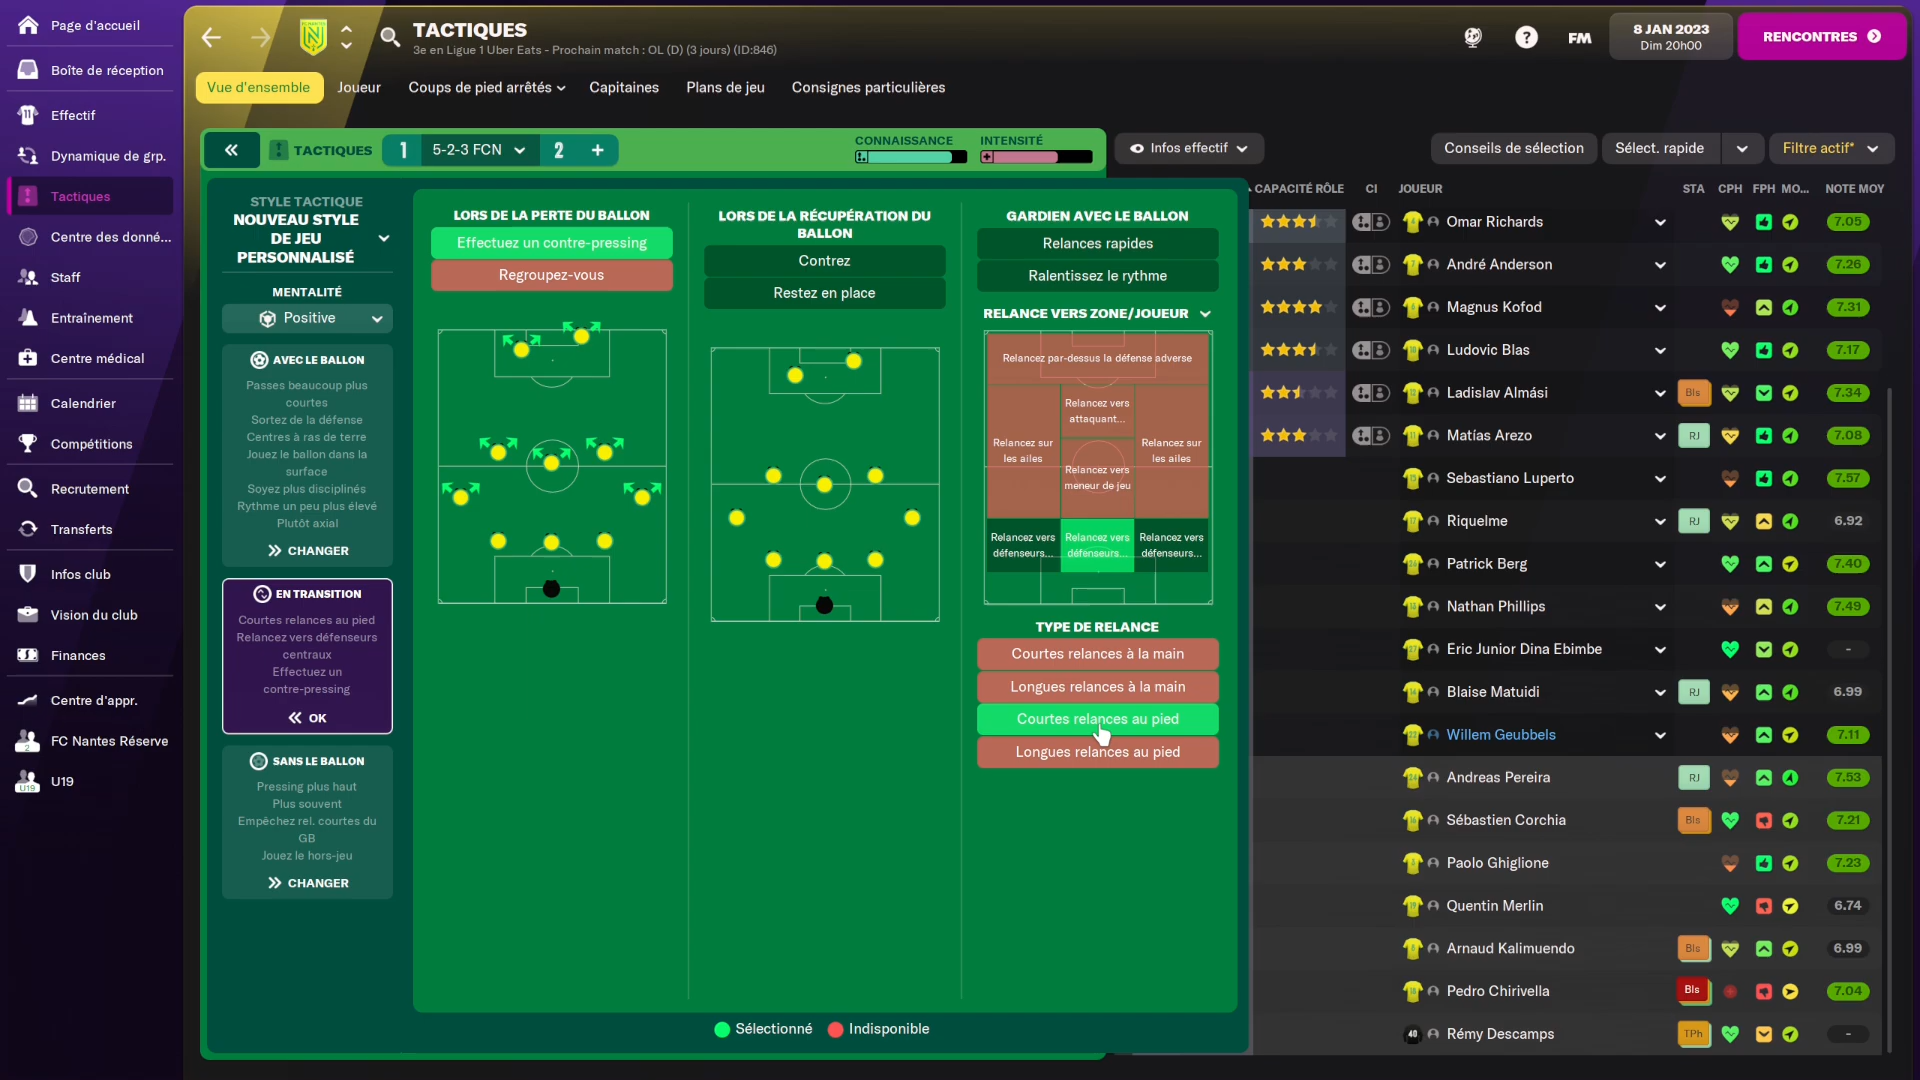 Page d'accueil
Boîte de réception
Effectif
Dynamique de grp.
Tactiques
Centre des donné...
Staff
Entraînement
Centre médical
Calendrier
Compétitions
Recrutement
Transferts
Infos club
Vision du club
Finances
Centre d'appr.
FC Nantes Réserve
U19
TACTIQUES
3e en Ligne 1 Uber Eats - Prochain match : OL (D) (3 jours) (ID:846)
FM
8 JAN 2023
Dim 20h00
RENCONTRES
Vue d'ensemble
Joueur
Coups de pied arrêtés
Capitaines
Plans de jeu
Consignes particulières
TACTIQUES
1
5-2-3 FCN
2
CONNAISSANCE
INTENSITÉ
Infos effectif
Conseils de sélection
Sélect. rapide
Filtre actif*
STYLE TACTIQUE
NOUVEAU STYLE
DE JEU
PERSONNALISÉ
MENTALITÉ
Positive
AVEC LE BALLON
Passes beaucoup plus
courtes
Sortez de la défense
Centres à ras de terre
Jouez le ballon dans la
surface
Soyez plus disciplinés
Rythme un peu plus élevé
Plutôt axial
CHANGER
EN TRANSITION
Courtes relances au pied
Relancez vers défenseurs
centraux
Effectuez un
contre-pressing
OK
SANS LE BALLON
Pressing plus haut
Plus souvent
Empêchez rel. courtes du
GB
Jouez le hors-jeu
CHANGER
LORS DE LA PERTE DU BALLON
Effectuez un contre-pressing
Regroupez-vous
LORS DE LA RÉCUPÉRATION DU
BALLON
Contrez
Restez en place
GARDIEN AVEC LE BALLON
Relances rapides
Ralentissez le rythme
RELANCE VERS ZONE/JOUEUR
Relancez par-dessus la défense adverse
Relancez vers
attaquant...
Relancez sur
les ailes
Relancez sur
les ailes
Relancez vers
meneur de jeu
Relancez vers
défenseurs...
Relancez vers
défenseurs...
Relancez vers
défenseurs...
TYPE DE RELANCE
Courtes relances à la main
Longues relances à la main
Courtes relances au pied
Longues relances au pied
Sélectionné
Indisponible
CAPACITÉ RÔLE CI JOUEUR STA CPH FPH MO... NOTE MOY
Omar Richards 7.05
André Anderson 7.26
Magnus Kofod 7.31
Ludovic Blas 7.17
Ladislav Almási Bls 7.34
Matías Arezo RJ 7.08
Sebastiano Luperto 7.57
Riquelme RJ 6.92
Patrick Berg 7.40
Nathan Phillips 7.49
Eric Junior Dina Ebimbe -
Blaise Matuidi RJ 6.99
Willem Geubbels 7.11
Andreas Pereira RJ 7.53
Sébastien Corchia Bls 7.21
Paolo Ghiglione 7.23
Quentin Merlin 6.74
Arnaud Kalimuendo Bls 6.99
Pedro Chirivella Bls 7.04
40 Rémy Descamps TPh -